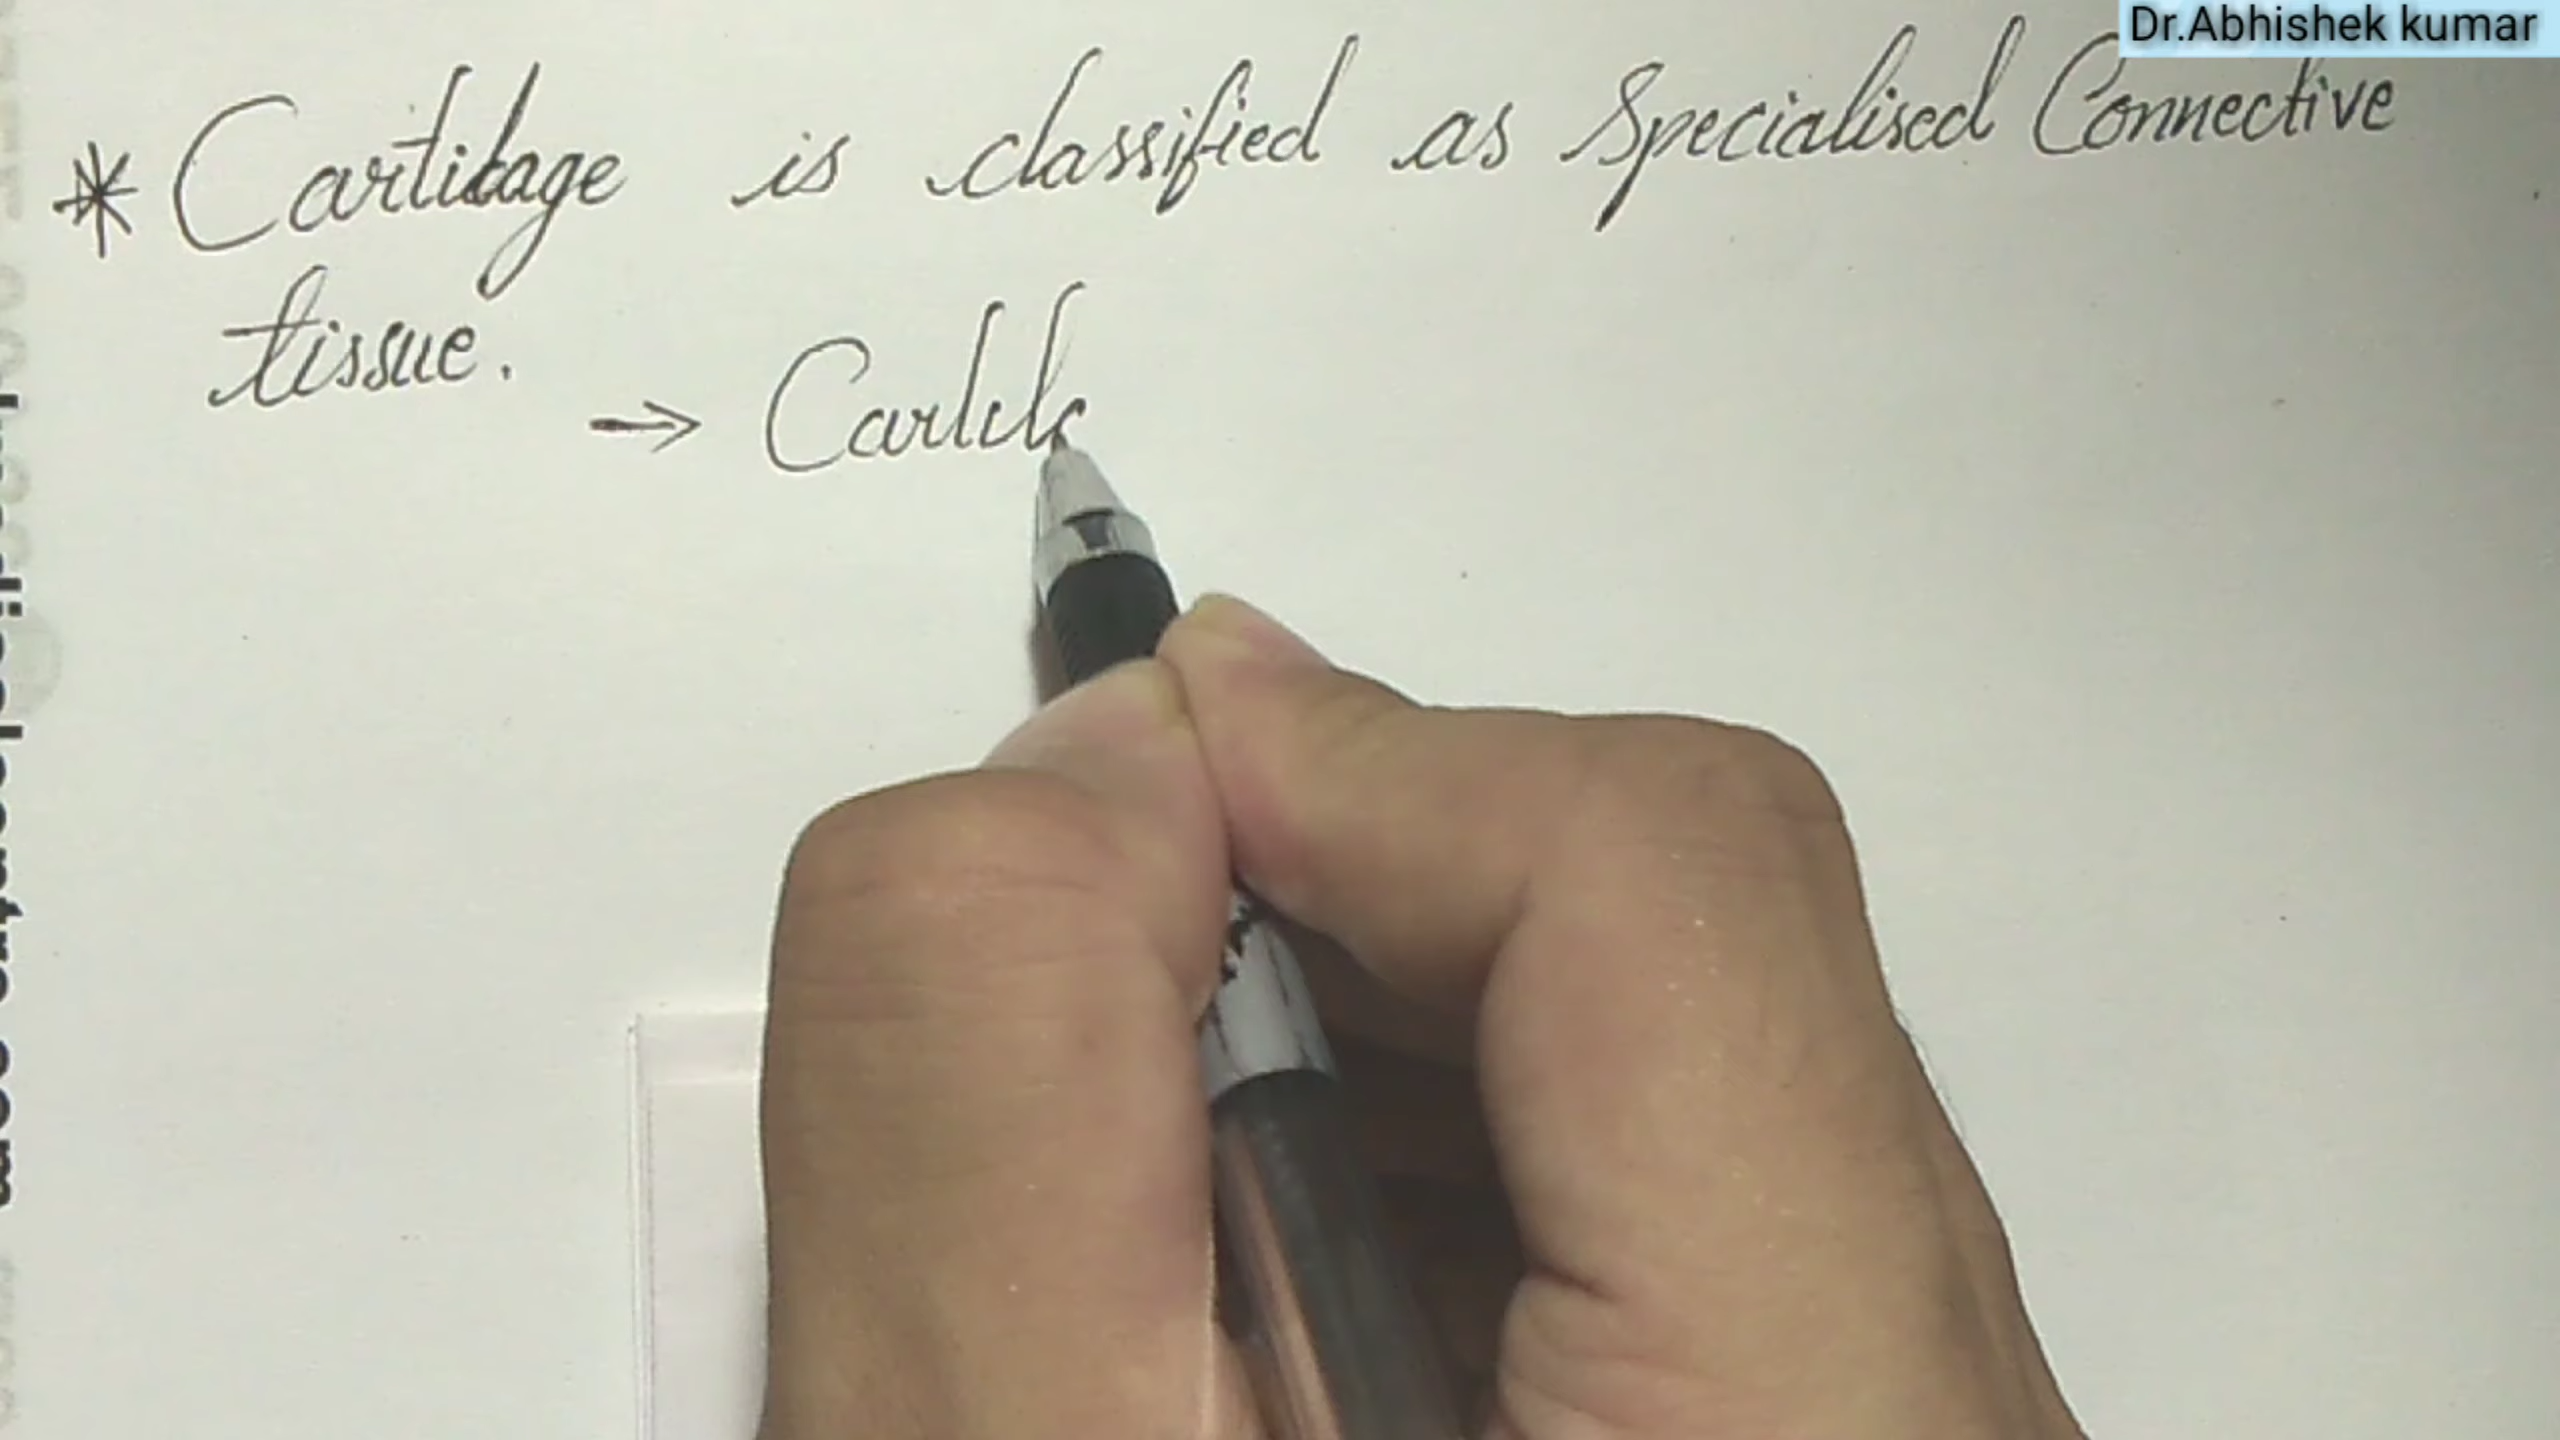 Dr.Abhishek kumar
* Cartilage is classified as Specialised Connective
tissue.
→ Cartila